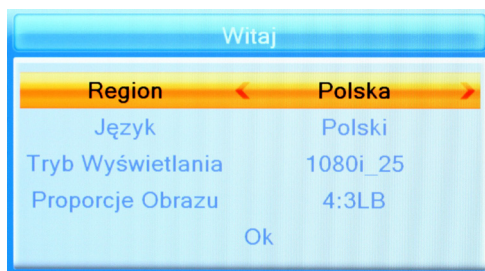 Witaj
Region Polska
Język Polski
Tryb Wyświetlania 1080i_25
Proporcje Obrazu 4:3LB
Ok